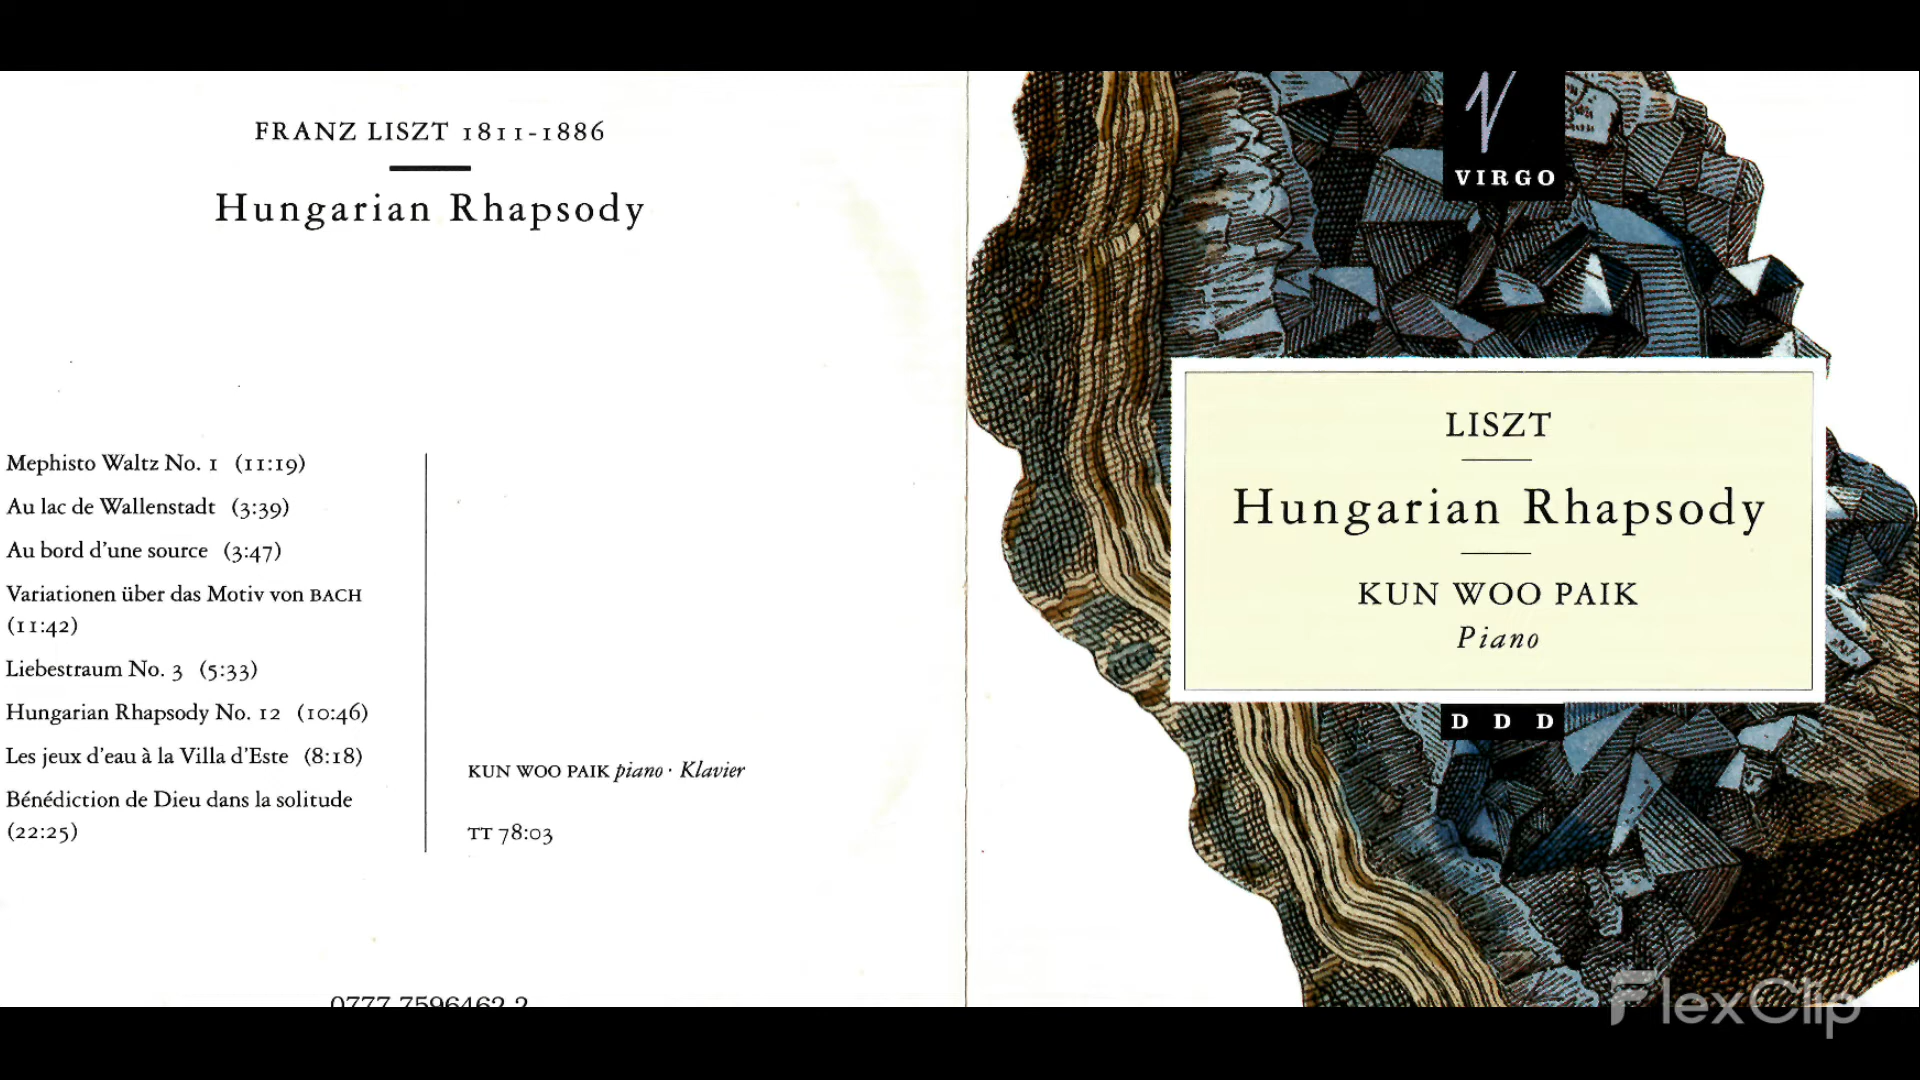 FRANZ LISZT 1811-1886
Hungarian Rhapsody
Mephisto Waltz No. 1 (11:19)
Au lac de Wallenstadt (3:39)
Au bord d'une source (3:47)
Variationen über das Motiv von BACH
(11:42)
Liebestraum No. 3 (5:33)
Hungarian Rhapsody No. 12 (10:46)
Les jeux d'eau à la Villa d'Este (8:18)
Bénédiction de Dieu dans la solitude
(22:25)
KUN WOO PAIK piano · Klavier
TT 78:03
0777 7596462 2
VIRGO
LISZT
Hungarian Rhapsody
KUN WOO PAIK
Piano
D D D
FlexClip